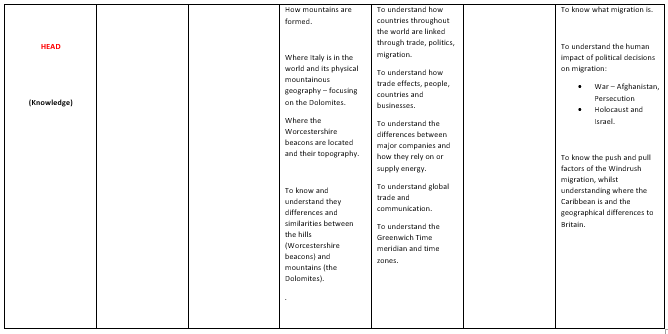 HEAD
(Knowledge)
How mountains are
formed.
Where Italy is in the
world and its physical
mountainous
geography – focusing
on the Dolomites.
Where the
Worcestershire
beacons are located
and their topography.
To know and
understand they
differences and
similarities between
the hills
(Worcestershire
beacons) and
mountains (the
Dolomites).
.
To understand how
countries throughout
the world are linked
through trade, politics,
migration.
To understand how
trade effects, people,
countries and
businesses.
To understand the
differences between
major companies and
how they rely on or
supply energy.
To understand global
trade and
communication.
To understand the
Greenwich Time
meridian and time
zones.
To know what migration is.
To understand the human
impact of political decisions
on migration:
• War – Afghanistan,
Persecution
• Holocaust and
Israel.
To know the push and pull
factors of the Windrush
migration, whilst
understanding where the
Caribbean is and the
geographical differences to
Britain.